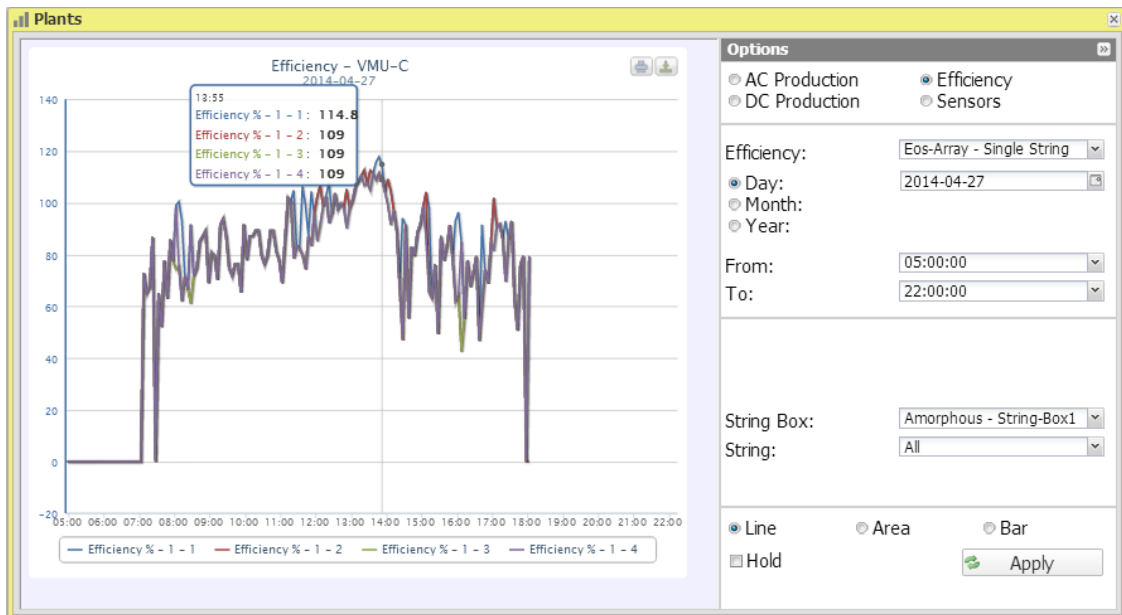 Plants
Efficiency - VMU-C
2014-04-27
140
120
100
80
60
40
20
0
-20
13:55
Efficiency % - 1 - 1: 114.8
Efficiency % - 1 - 2: 109
Efficiency % - 1 - 3: 109
Efficiency % - 1 - 4: 109
05:00 06:00 07:00 08:00 09:00 10:00 11:00 12:00 13:00 14:00 15:00 16:00 17:00 18:00 19:00 20:00 21:00 22:00
Efficiency % - 1 - 1 Efficiency % - 1 - 2 Efficiency % - 1 - 3 Efficiency % - 1 - 4
Options
AC Production Efficiency
DC Production Sensors
Efficiency: Eos-Array - Single String
Day: 2014-04-27
Month:
Year:
From: 05:00:00
To: 22:00:00
String Box: Amorphous - String-Box1
String: All
Line Area Bar
Hold Apply